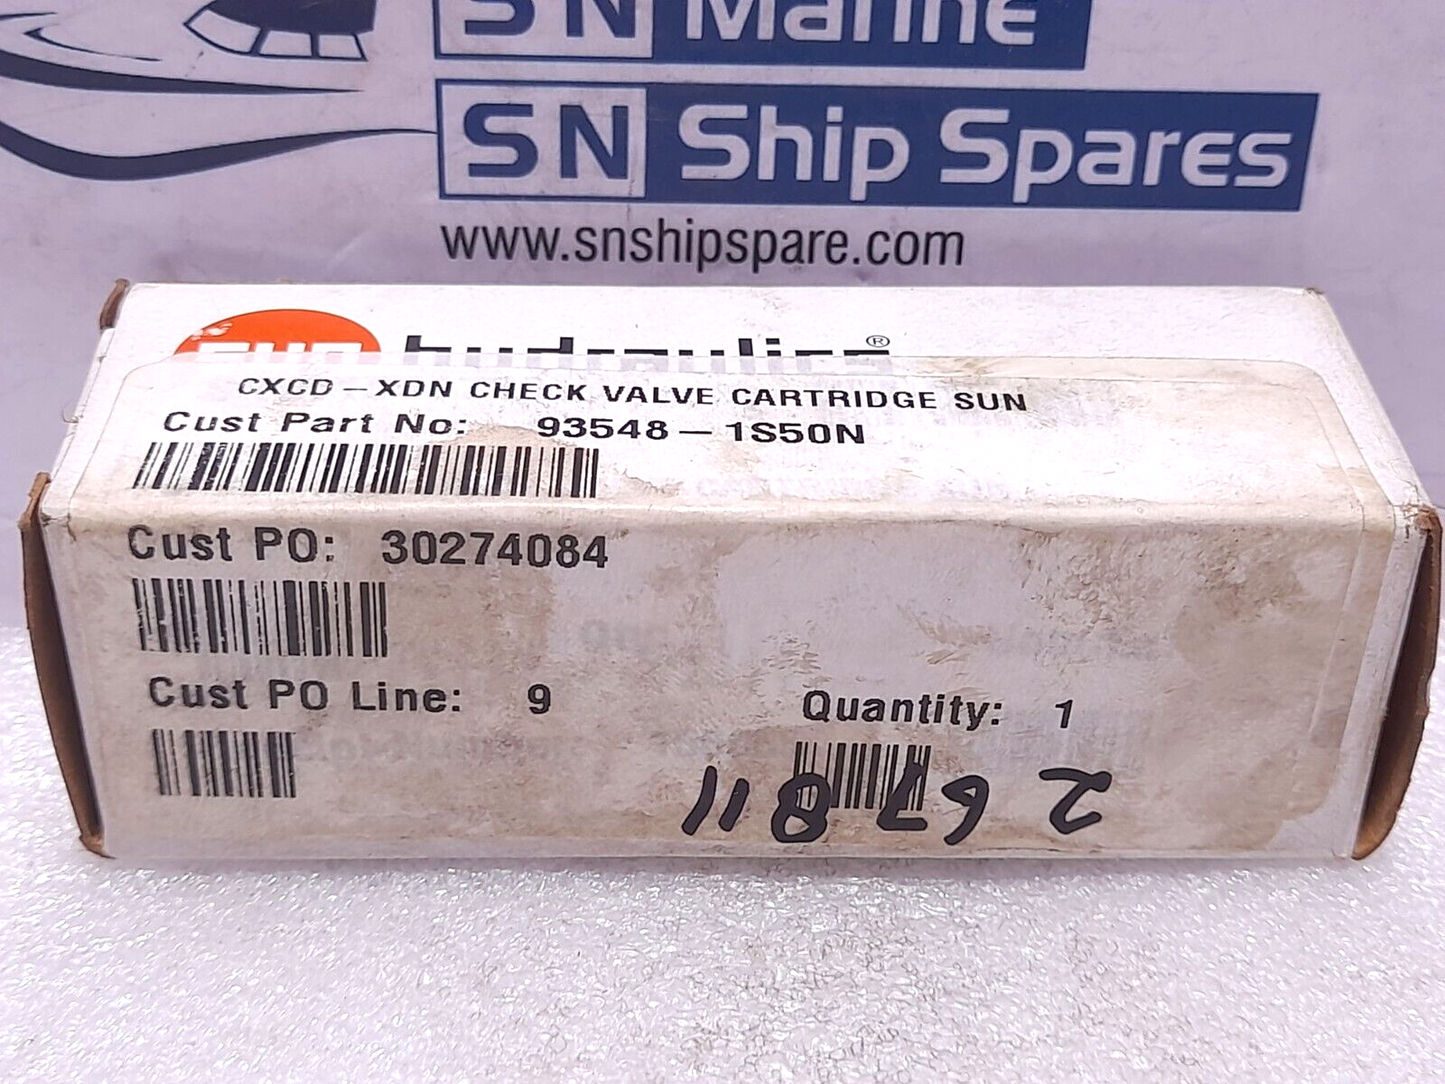 SN Marine
SN Ship Spares
www.snshipspare.com
SUN hydraulics®
CXCD-XDN CHECK VALVE CARTRIDGE SUN
Cust Part No: 93548-1S50N
Cust PO: 30274084
Cust PO Line: 9
Quantity: 1